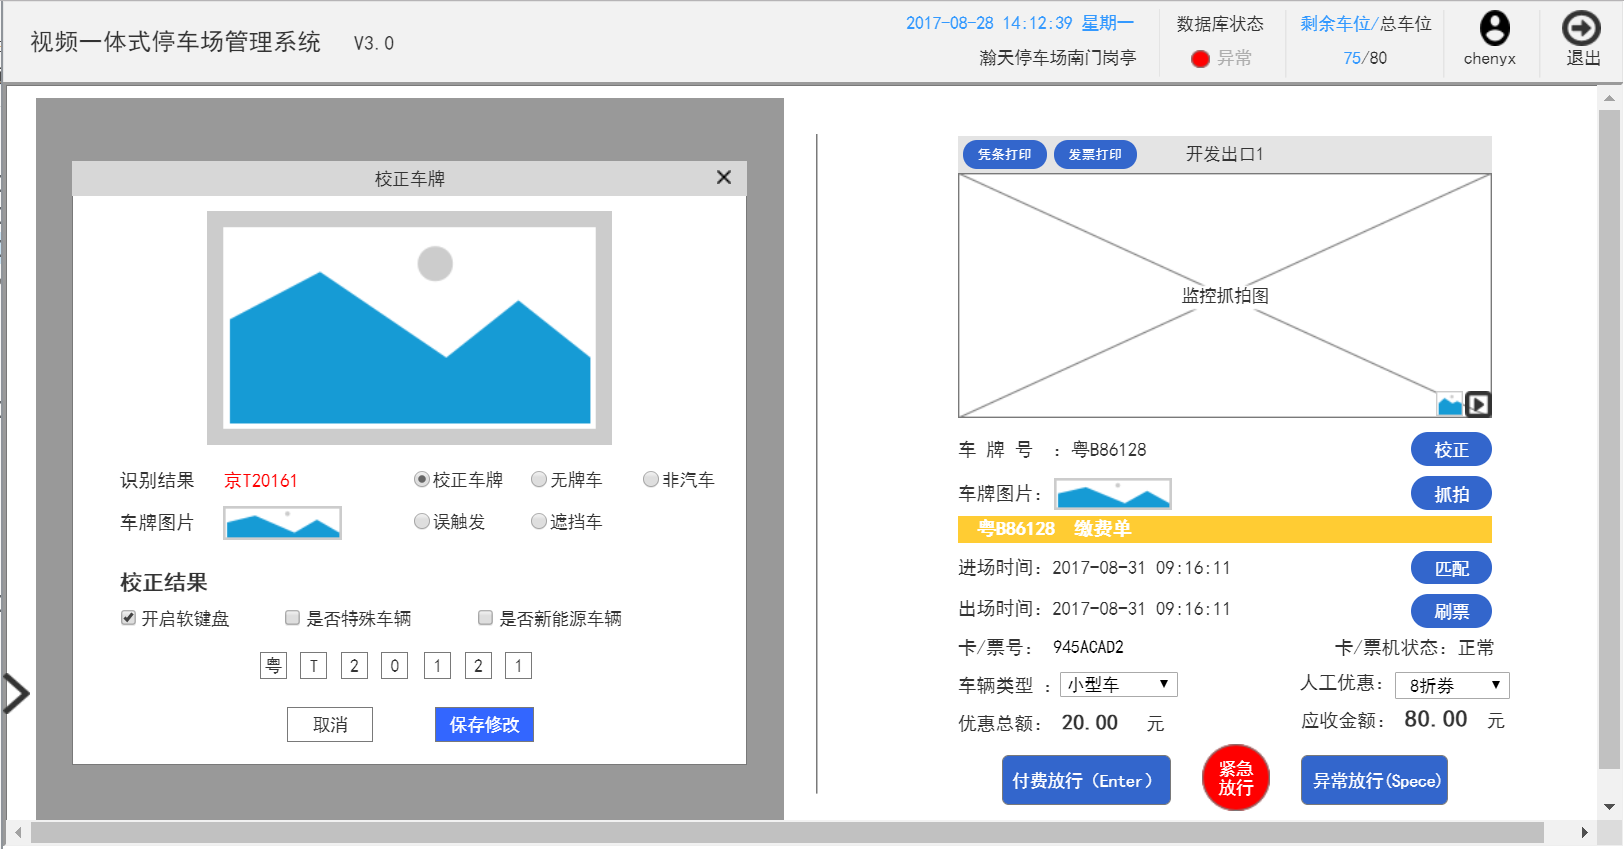 视频一体式停车场管理系统 V3.0
2017-08-28 14:12:39 星期一
瀚天停车场南门岗亭
数据库状态
异常
剩余车位/总车位
75/80
chenyx
退出
校正车牌
识别结果 京T20161
校正车牌 无牌车 非汽车
车牌图片
误触发 遮挡车
校正结果
开启软键盘 是否特殊车辆 是否新能源车辆
粤 T 2 0 1 2 1
取消 保存修改
凭条打印 发票打印 开发出口1
监控抓拍图
车 牌 号 ：粤B86128 校正
车牌图片： 抓拍
粤B86128 缴费单
进场时间：2017-08-31 09:16:11 匹配
出场时间：2017-08-31 09:16:11 刷票
卡/票号： 945ACAD2 卡/票机状态：正常
车辆类型 ： 小型车 人工优惠： 8折券
优惠总额： 20.00 元 应收金额： 80.00 元
付费放行（Enter） 紧急放行 异常放行(Spece)